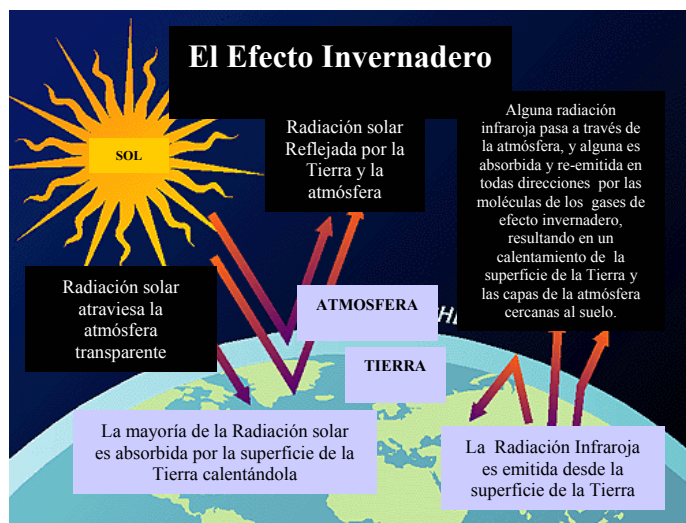 El Efecto Invernadero
SOL
Radiación solar
Reflejada por la
Tierra y la
atmósfera
Alguna radiación
infraroja pasa a través de
la atmósfera, y alguna es
absorbida y re-emitida en
todas direcciones por las
moléculas de los gases de
efecto invernadero,
resultando en un
calentamiento de la
superficie de la Tierra y
las capas de la atmósfera
cercanas al suelo.
Radiación solar
atraviesa la
atmósfera
transparente
ATMOSFERA
TIERRA
La mayoría de la Radiación solar
es absorbida por la superficie de la
Tierra calentándola
La Radiación Infraroja
es emitida desde la
superficie de la Tierra